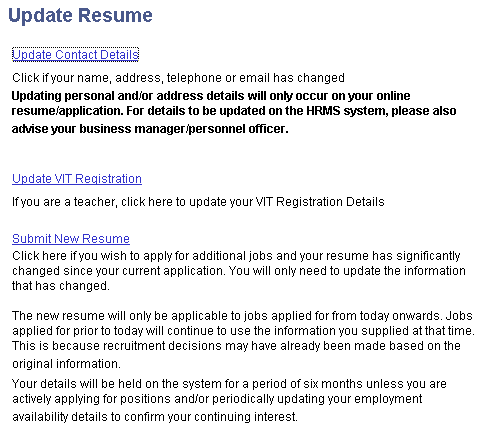 Update Resume
Update Contact Details
Click if your name, address, telephone or email has changed
Updating personal and/or address details will only occur on your online
resume/application. For details to be updated on the HRMS system, please also
advise your business manager/personnel officer.
Update VIT Registration
If you are a teacher, click here to update your VIT Registration Details
Submit New Resume
Click here if you wish to apply for additional jobs and your resume has significantly
changed since your current application. You will only need to update the information
that has changed.
The new resume will only be applicable to jobs applied for from today onwards. Jobs
applied for prior to today will continue to use the information you supplied at that time.
This is because recruitment decisions may have already been made based on the
original information.
Your details will be held on the system for a period of six months unless you are
actively applying for positions and/or periodically updating your employment
availability details to confirm your continuing interest.